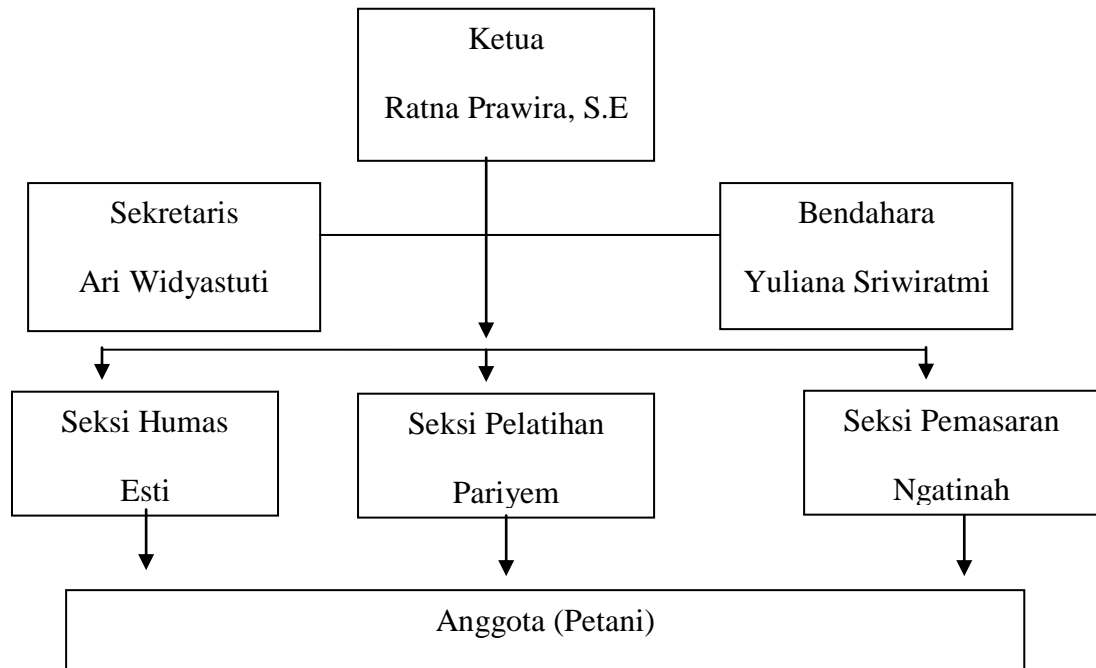 Ketua
Ratna Prawira, S.E
Sekretaris
Ari Widyastuti
Bendahara
Yuliana Sriwiratmi
Seksi Humas
Esti
Seksi Pelatihan
Pariyem
Seksi Pemasaran
Ngatinah
Anggota (Petani)